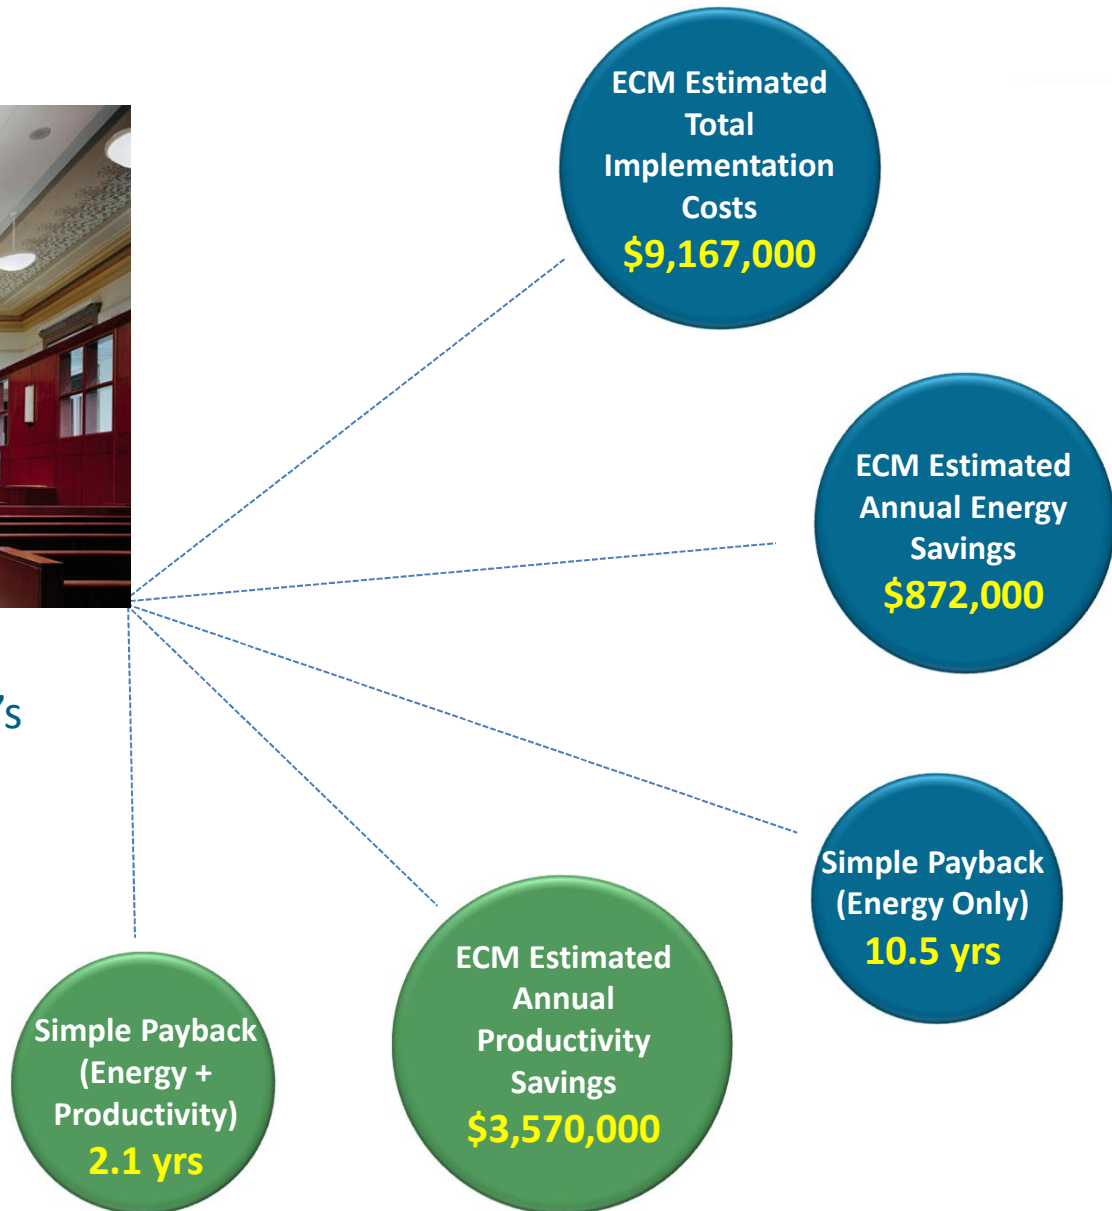 ECM Estimated
Total
Implementation
Costs
$9,167,000
ECM Estimated
Annual Energy
Savings
$872,000
’s
Simple Payback
(Energy Only)
10.5 yrs
ECM Estimated
Annual
Productivity
Savings
$3,570,000
Simple Payback
(Energy +
Productivity)
2.1 yrs